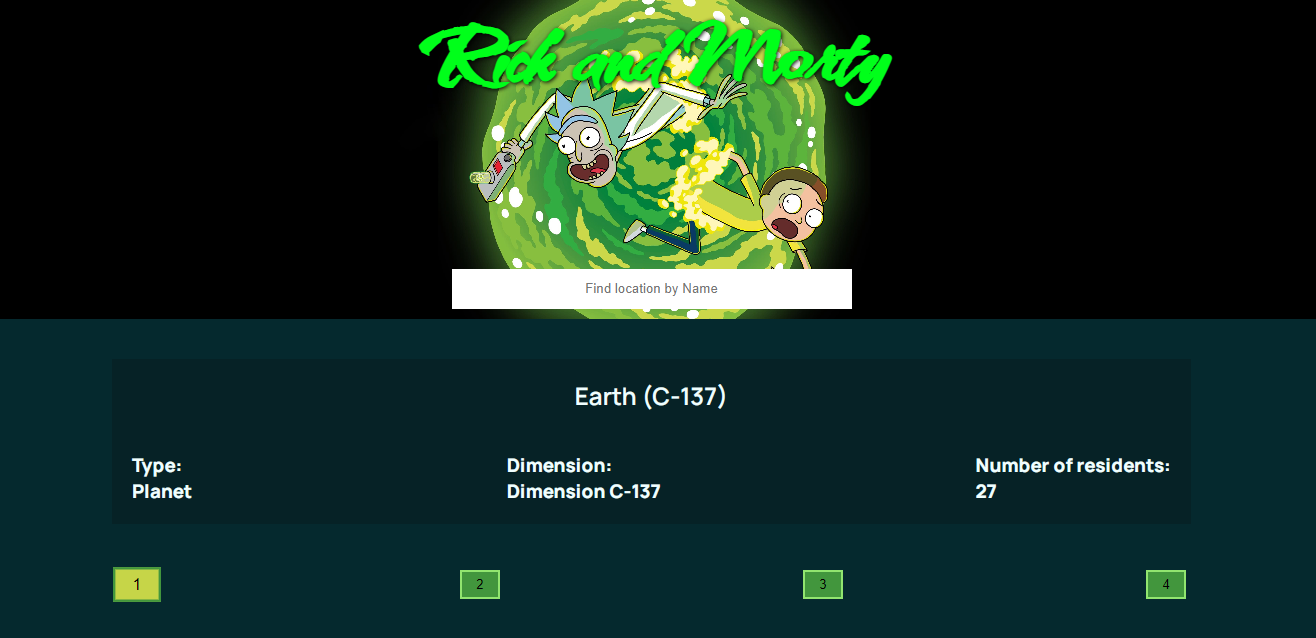 Rick and Morty
Find location by Name
Earth (C-137)
Type:
Planet
Dimension:
Dimension C-137
Number of residents:
27
1
2
3
4